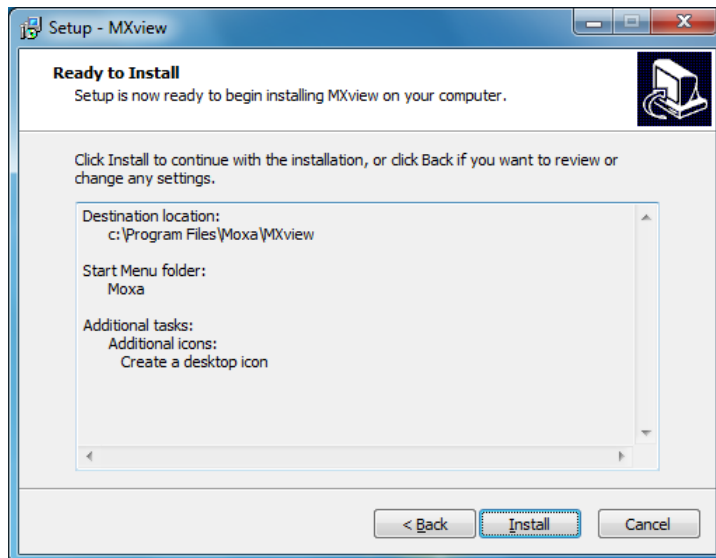 Setup - MXview
Ready to Install
Setup is now ready to begin installing MXview on your computer.
Click Install to continue with the installation, or click Back if you want to review or
change any settings.
Destination location:
c:\Program Files\Moxa\MXview
Start Menu folder:
Moxa
Additional tasks:
Additional icons:
Create a desktop icon
< Back
Install
Cancel